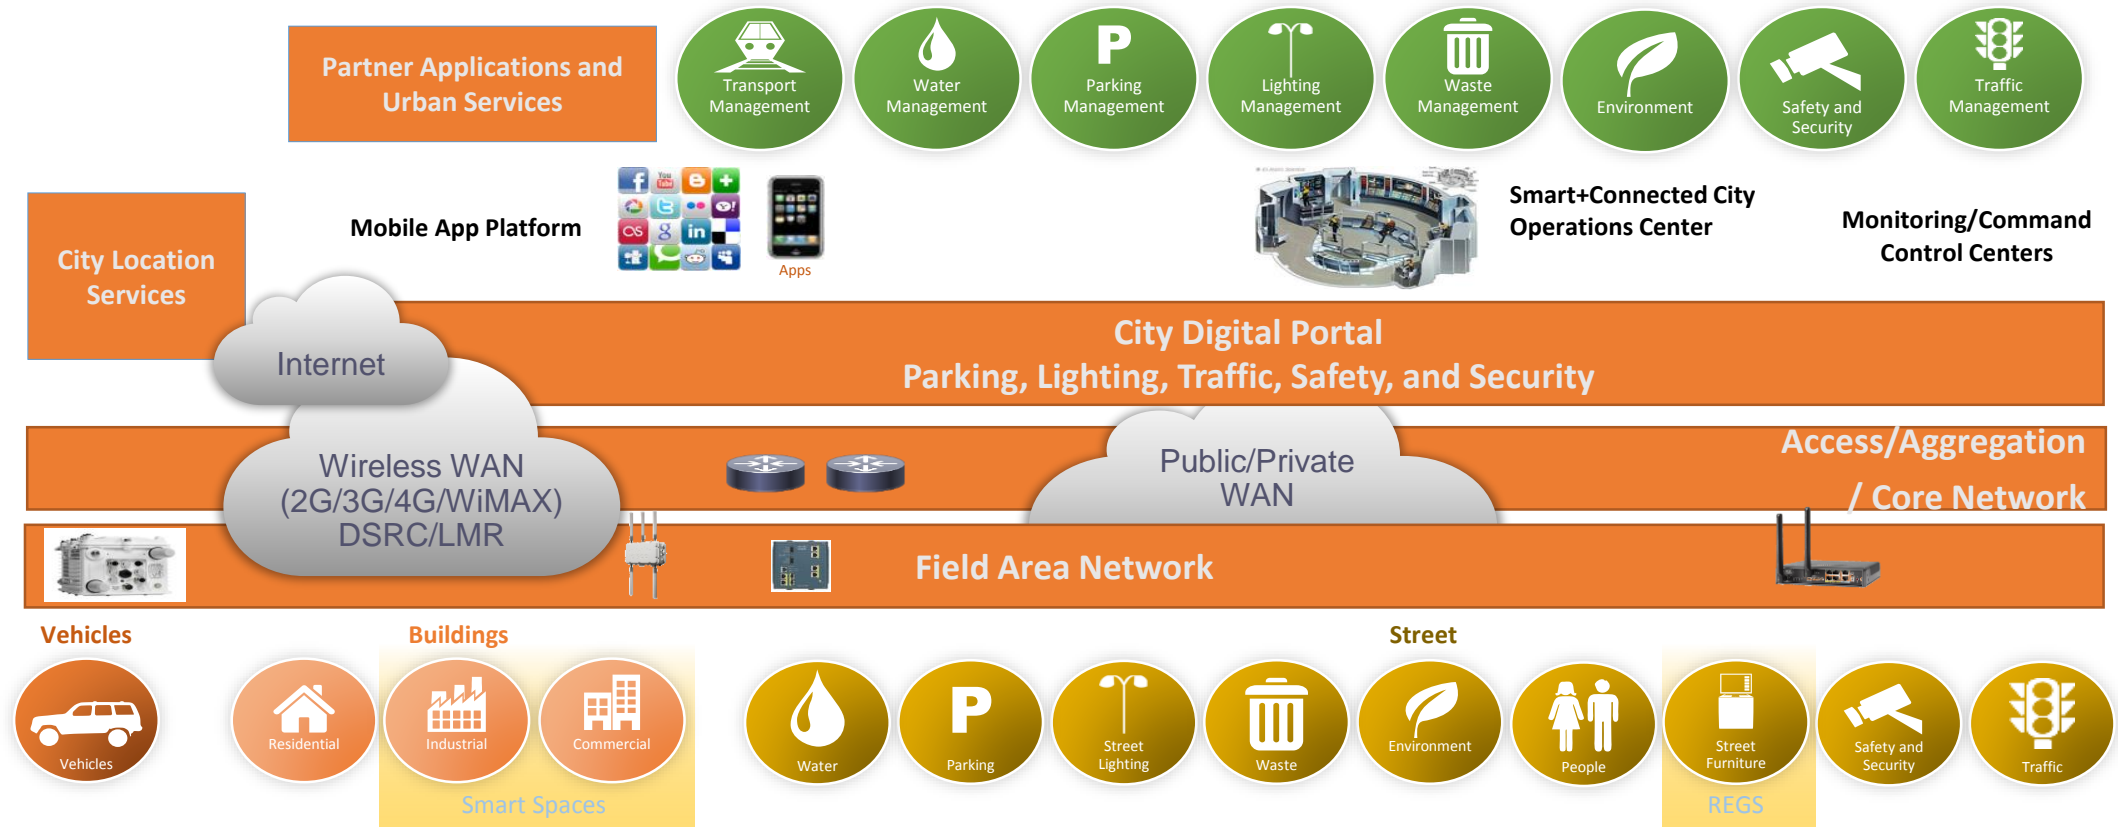 Partner Applications and
Urban Services
Transport
Management
Water
Management
P
Parking
Management
Lighting
Management
Waste
Management
Environment
Safety and
Security
Traffic
Management
City Location
Services
Mobile App Platform
You
Tube
Apps
Smart+Connected City
Operations Center
Monitoring/Command
Control Centers
Internet
City Digital Portal
Parking, Lighting, Traffic, Safety, and Security
Wireless WAN
(2G/3G/4G/WiMAX)
DSRC/LMR
Public/Private
WAN
Access/Aggregation
/ Core Network
Field Area Network
Vehicles
Buildings
Street
Vehicles
Residential
Industrial
Commercial
Smart Spaces
Water
P
Parking
Street
Lighting
Waste
Environment
People
Street
Furniture
REGS
Safety and
Security
Traffic